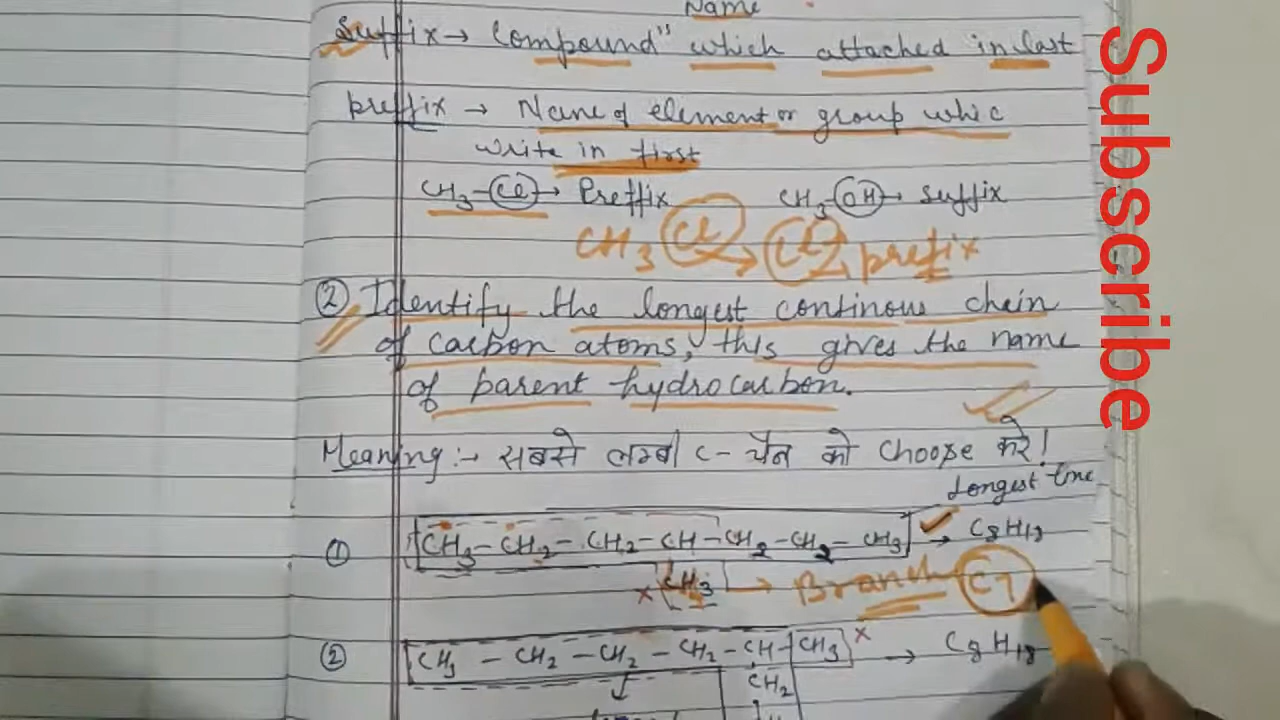 Name
Suffix → Compound" which attached in last
preffix → Name of element or group whic
write in first
CH3-Cl → Preffix CH3-OH → suffix
CH3 Cl → Cl → prefix
② Identify the longest continous chain
of carbon atoms, this gives the name
of parent hydrocarbon.
Meaning:- सबसे लम्बी C- चैन को Choose करे!
Longest
① CH3-CH2-CH2-CH-CH2-CH2-CH3 → C8H18
x CH3 → Branch C7
② CH3-CH2-CH2-CH2-CH-CH3 x → C8H18
CH2
Subscribe